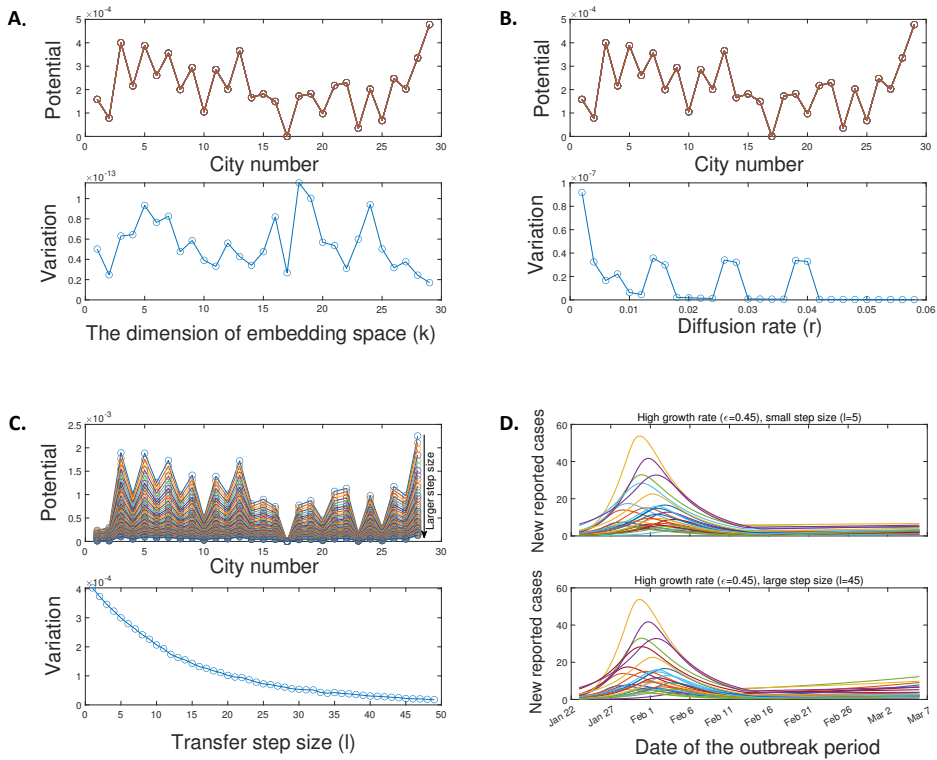 A.
×10⁻⁴
5
4
3
2
1
0
Potential
0 5 10 15 20 25 30
City number
×10⁻¹³
1
0.8
0.6
0.4
0.2
0
Variation
0 5 10 15 20 25 30
The dimension of embedding space (k)
B.
×10⁻⁴
5
4
3
2
1
0
Potential
0 5 10 15 20 25 30
City number
×10⁻⁷
1
0.8
0.6
0.4
0.2
0
Variation
0 0.01 0.02 0.03 0.04 0.05 0.06
Diffusion rate (r)
C.
×10⁻³
2.5
2
1.5
1
0.5
0
Potential
Larger step size
0 5 10 15 20 25 30
City number
×10⁻⁴
4
3
2
1
0
Variation
0 5 10 15 20 25 30 35 40 45 50
Transfer step size (l)
D.
High growth rate (ϵ=0.45), small step size (l=5)
60
40
20
0
New reported cases
High growth rate (ϵ=0.45), large step size (l=45)
60
40
20
0
New reported cases
Jan 22 Jan 27 Feb 1 Feb 6 Feb 11 Feb 16 Feb 21 Feb 26 Mar 2 Mar 7
Date of the outbreak period